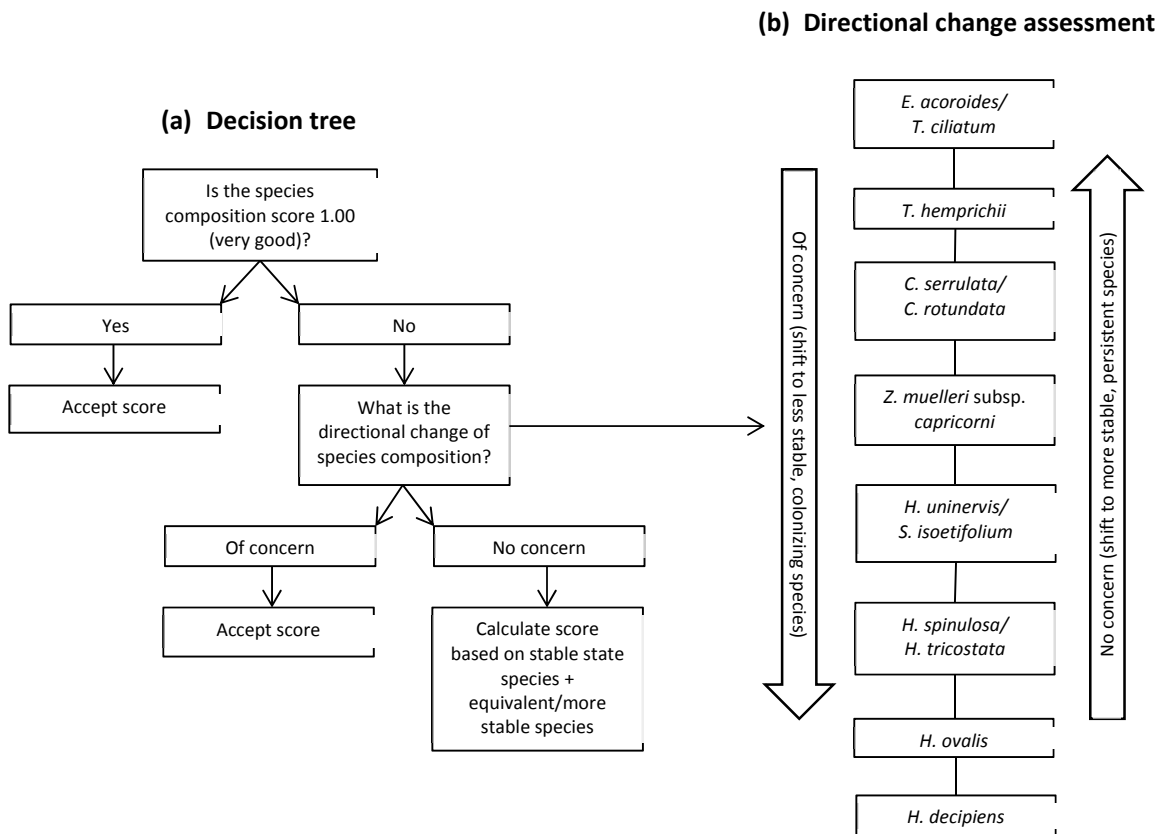 (b) Directional change assessment
(a) Decision tree
Is the species
composition score 1.00
(very good)?
Yes
No
Accept score
What is the
directional change of
species composition?
Of concern
No concern
Accept score
Calculate score
based on stable state
species +
equivalent/more
stable species
Of concern (shift to less stable, colonizing species)
E. acoroides/
T. ciliatum
T. hemprichii
C. serrulata/
C. rotundata
Z. muelleri subsp.
capricorni
H. uninervis/
S. isoetifolium
H. spinulosa/
H. tricostata
H. ovalis
H. decipiens
No concern (shift to more stable, persistent species)